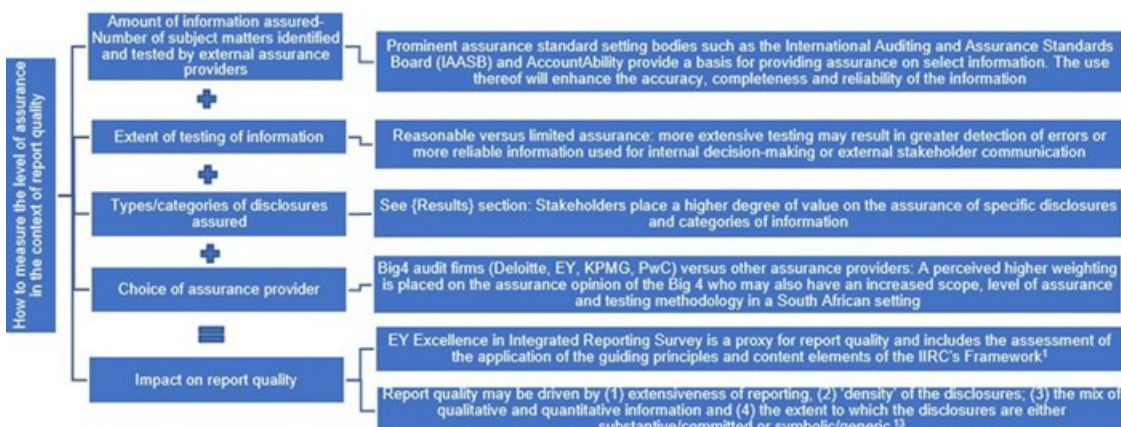 How to measure the level of assurance
in the context of report quality
Amount of information assured-
Number of subject matters identified
and tested by external assurance
providers
Prominent assurance standard setting bodies such as the International Auditing and Assurance Standards
Board (IAASB) and AccountAbility provide a basis for providing assurance on select information. The use
thereof will enhance the accuracy, completeness and reliability of the information
Extent of testing of information
Reasonable versus limited assurance: more extensive testing may result in greater detection of errors or
more reliable information used for internal decision-making or external stakeholder communication
Types/categories of disclosures
assured
See {Results} section: Stakeholders place a higher degree of value on the assurance of specific disclosures
and categories of information
Choice of assurance provider
Big4 audit firms (Deloitte, EY, KPMG, PwC) versus other assurance providers: A perceived higher weighting
is placed on the assurance opinion of the Big 4 who may also have an increased scope, level of assurance
and testing methodology in a South African setting
Impact on report quality
EY Excellence in Integrated Reporting Survey is a proxy for report quality and includes the assessment of
the application of the guiding principles and content elements of the IIRC's Framework¹
Report quality may be driven by (1) extensiveness of reporting, (2) 'density' of the disclosures; (3) the mix of
qualitative and quantitative information and (4) the extent to which the disclosures are either
substantive/committed or symbolic/generic.¹³